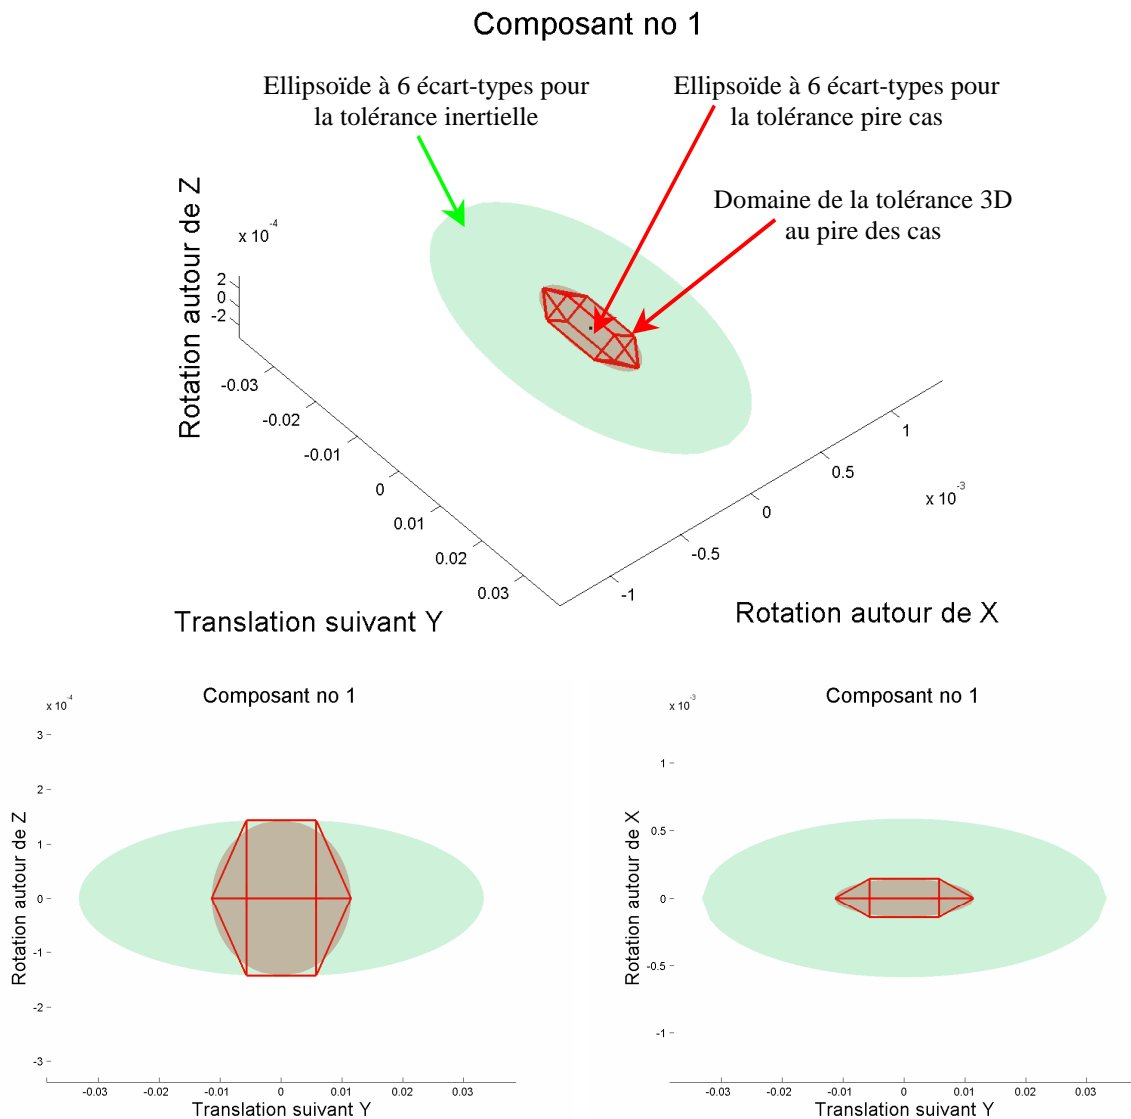 Composant no 1
Ellipsoïde à 6 écart-types pour
la tolérance inertielle
Ellipsoïde à 6 écart-types pour
la tolérance pire cas
Domaine de la tolérance 3D
au pire des cas
Rotation autour de Z
x 10^-4
2
0
-2
-0.03
-0.02
-0.01
0
0.01
0.02
0.03
Translation suivant Y
-1
-0.5
0
0.5
1
x 10^-3
Rotation autour de X
Composant no 1
x 10^-4
3
2
1
0
-1
-2
-3
Rotation autour de Z
-0.03 -0.02 -0.01 0 0.01 0.02 0.03
Translation suivant Y
Composant no 1
x 10^-3
1
0.5
0
-0.5
-1
Rotation autour de X
-0.03 -0.02 -0.01 0 0.01 0.02 0.03
Translation suivant Y